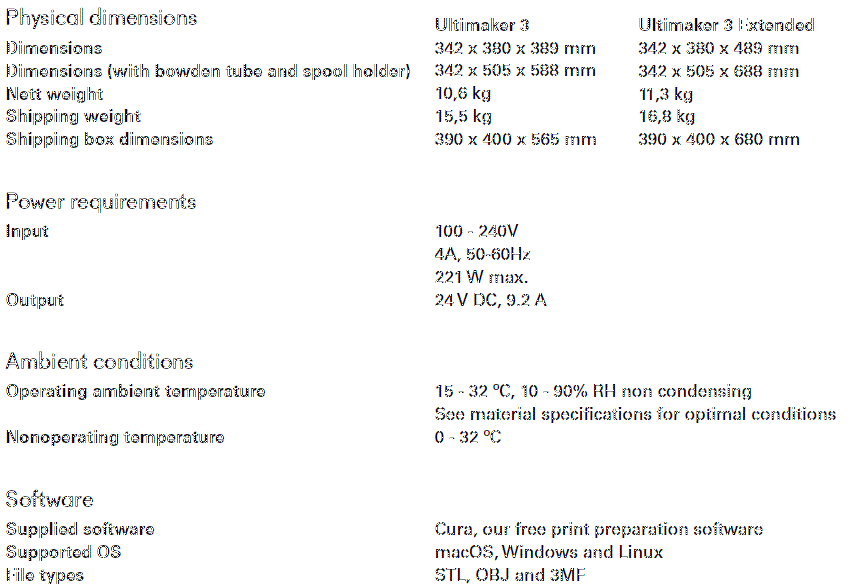 Physical dimensions
Ultimaker 3 Ultimaker 3 Extended
Dimensions 342 x 380 x 389 mm 342 x 380 x 489 mm
Dimensions (with bowden tube and spool holder) 342 x 505 x 588 mm 342 x 505 x 688 mm
Nett weight 10,6 kg 11,3 kg
Shipping weight 15,5 kg 16,8 kg
Shipping box dimensions 390 x 400 x 565 mm 390 x 400 x 680 mm
Power requirements
Input 100 - 240V
4A, 50-60Hz
221 W max.
Output 24 V DC, 9.2 A
Ambient conditions
Operating ambient temperature 15 - 32 ºC, 10 - 90% RH non condensing
See material specifications for optimal conditions
Nonoperating temperature 0 - 32 ºC
Software
Supplied software Cura, our free print preparation software
Supported OS macOS, Windows and Linux
File types STL, OBJ and 3MF